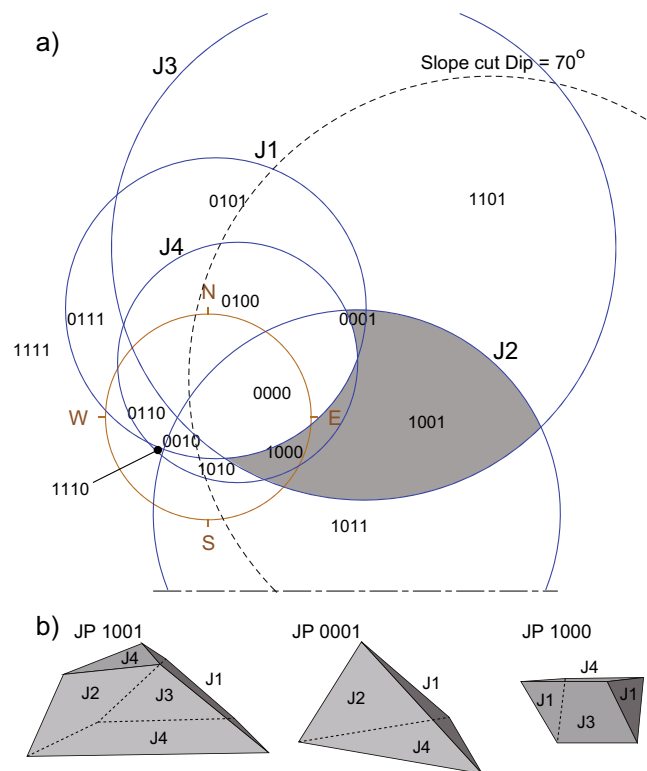 a)
J3
Slope cut Dip = 70°
J1
0101
1101
J4
N
0100
0111
0001
1111
J2
0000
W
0110
E
1001
0010
1000
1010
1110
1011
S
b)
JP 1001
JP 0001
JP 1000
J4
J1
J2
J3
J4
J2
J1
J4
J4
J1
J1
J3